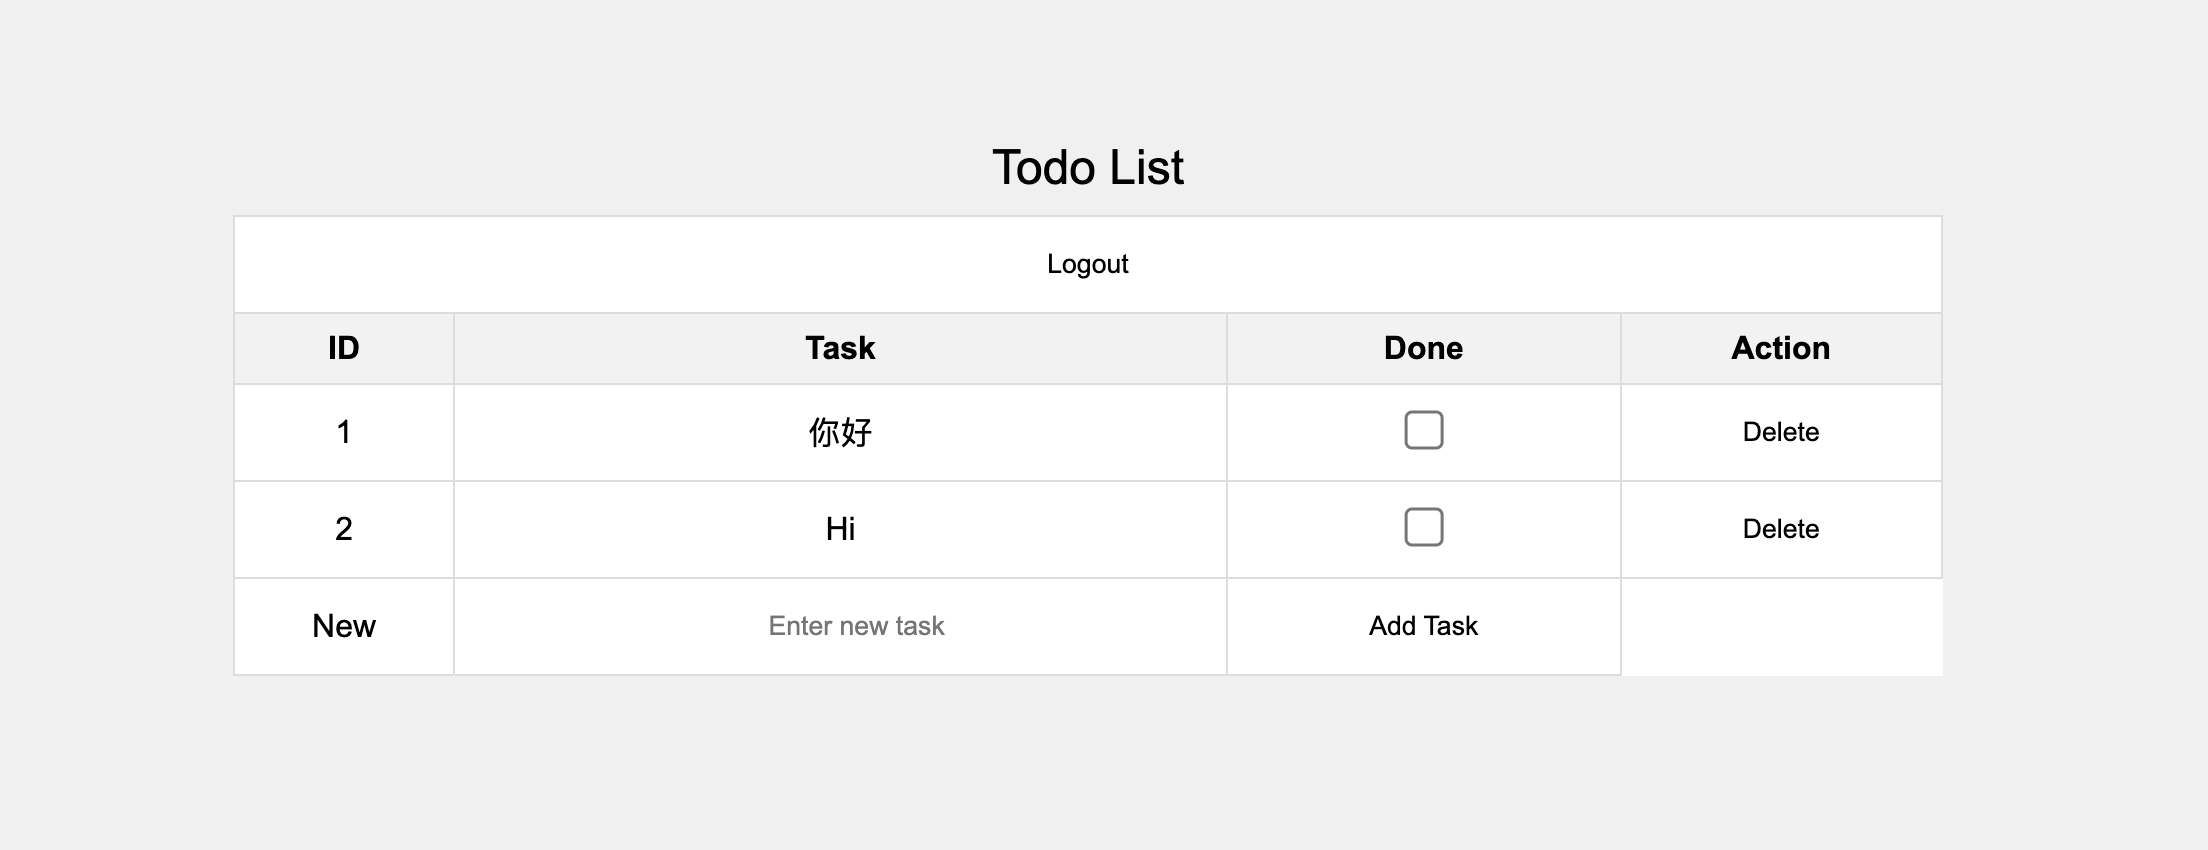 Todo List
Logout
ID Task Done Action
1 你好 Delete
2 Hi Delete
New Enter new task Add Task